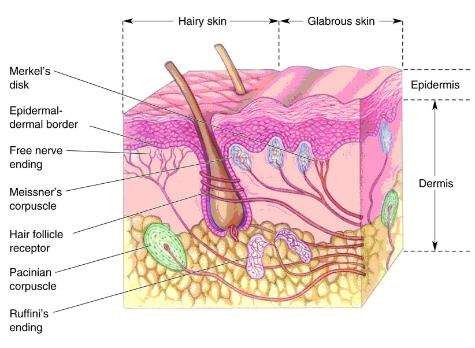 Hairy skin
Glabrous skin
Merkel's
disk
Epidermal-
dermal border
Free nerve
ending
Meissner's
corpuscle
Hair follicle
receptor
Pacinian
corpuscle
Ruffini's
ending
Epidermis
Dermis